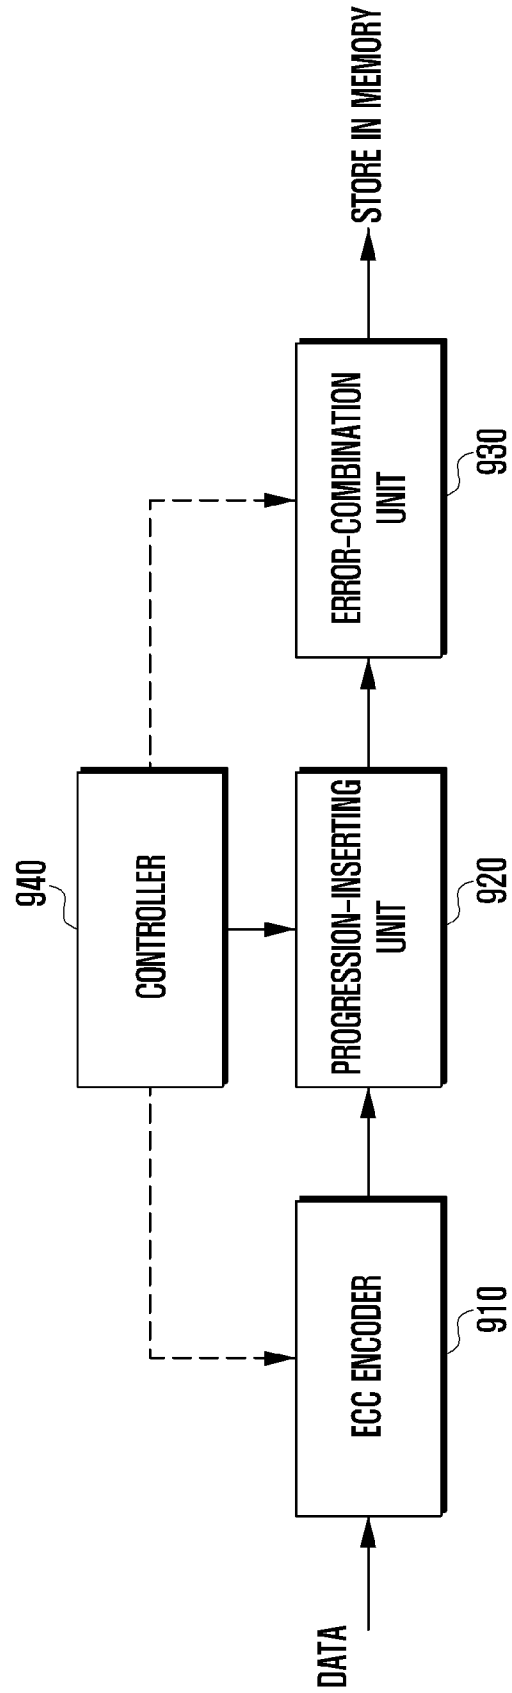 940
CONTROLLER
DATA
ECC ENCODER
910
PROGRESSION-INSERTING
UNIT
920
ERROR-COMBINATION
UNIT
930
STORE IN MEMORY